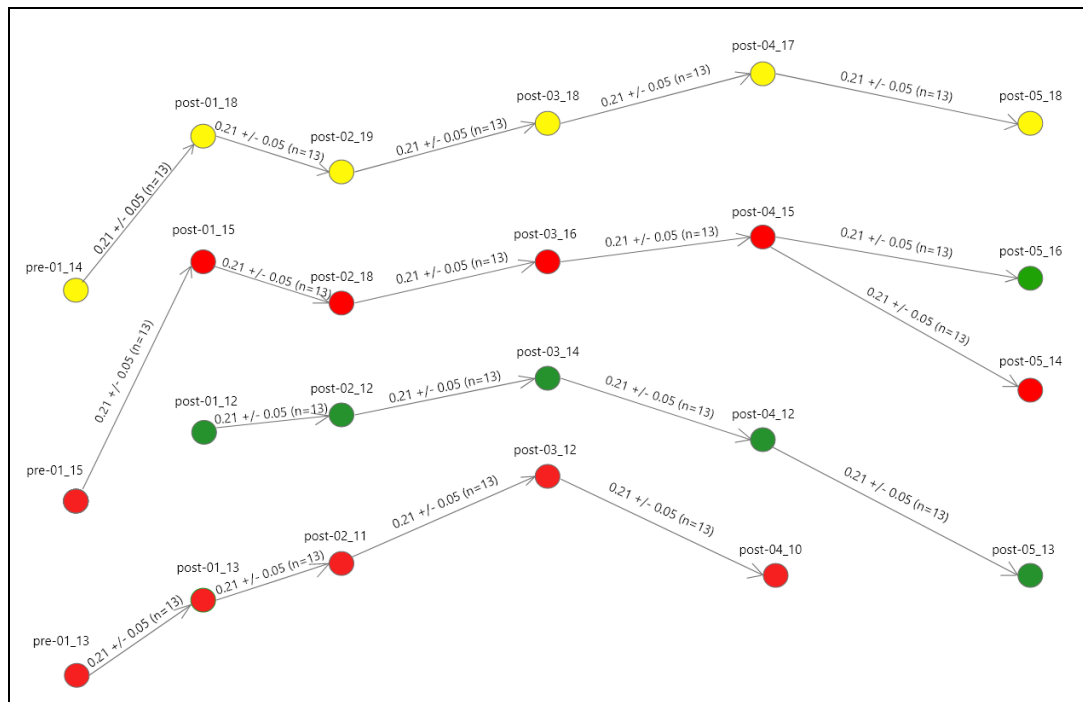 post-04_17
0.21 +/- 0.05 (n=13)
0.21 +/- 0.05 (n=13)
post-03_18
post-05_18
post-01_18
0.21 +/- 0.05 (n=13)
post-02_19
0.21 +/- 0.05 (n=13)
0.21 +/- 0.05 (n=13)
pre-01_14
post-04_15
post-01_15
post-03_16
0.21 +/- 0.05 (n=13)
0.21 +/- 0.05 (n=13)
post-05_16
0.21 +/- 0.05 (n=13)
post-02_18
0.21 +/- 0.05 (n=13)
0.21 +/- 0.05 (n=13)
post-05_14
0.21 +/- 0.05 (n=13)
pre-01_15
post-03_14
post-02_12
post-01_12
0.21 +/- 0.05 (n=13)
0.21 +/- 0.05 (n=13)
0.21 +/- 0.05 (n=13)
post-04_12
0.21 +/- 0.05 (n=13)
post-05_13
post-03_12
0.21 +/- 0.05 (n=13)
0.21 +/- 0.05 (n=13)
post-02_11
post-04_10
post-01_13
0.21 +/- 0.05 (n=13)
0.21 +/- 0.05 (n=13)
pre-01_13